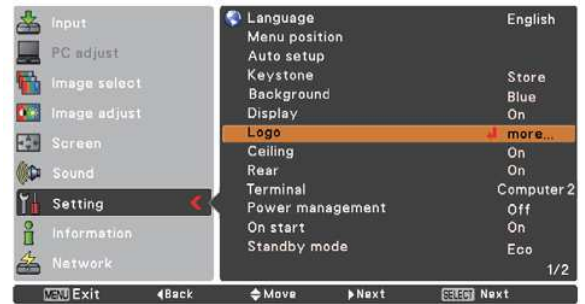 Input
PC adjust
Image select
Image adjust
Screen
Sound
Setting
Information
Network
Language English
Menu position
Auto setup
Keystone Store
Background Blue
Display On
Logo more...
Ceiling On
Rear On
Terminal Computer 2
Power management Off
On start On
Standby mode Eco
1/2
MENU Exit Back Move Next SELECT Next